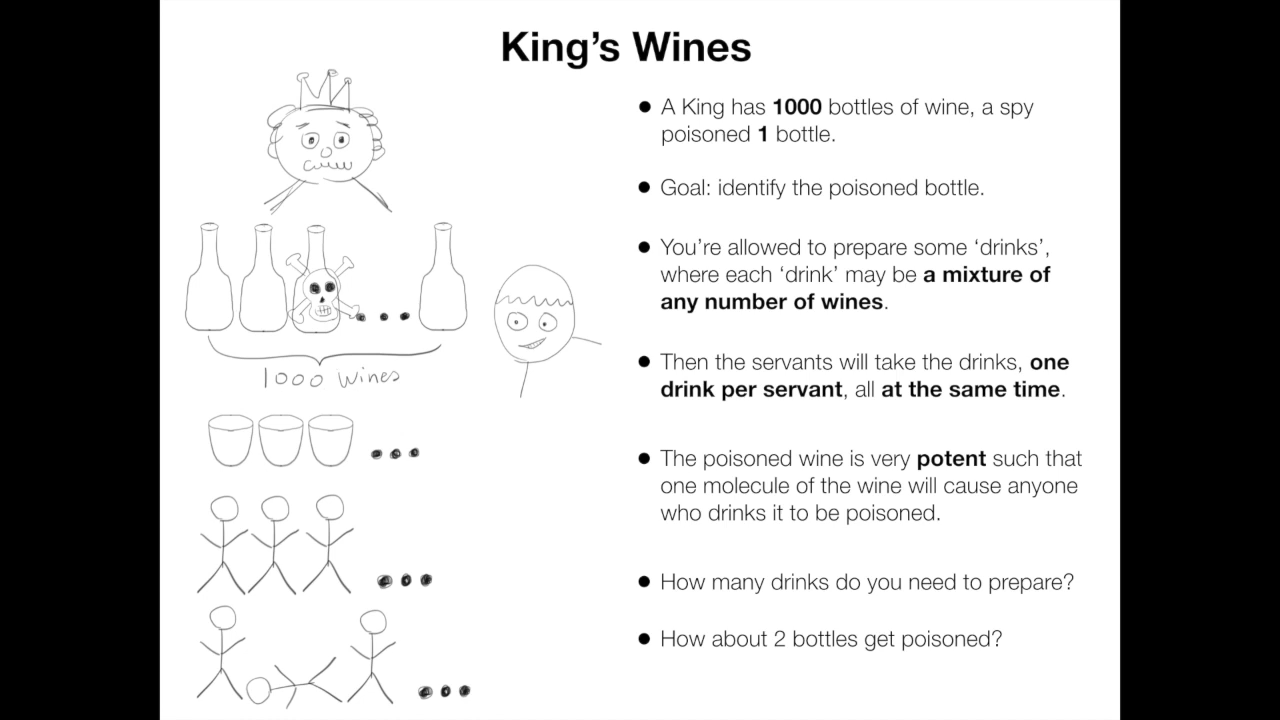 King's Wines
● A King has 1000 bottles of wine, a spy
poisoned 1 bottle.
● Goal: identify the poisoned bottle.
● You're allowed to prepare some ‘drinks’,
where each ‘drink’ may be a mixture of
any number of wines.
● Then the servants will take the drinks, one
drink per servant, all at the same time.
● The poisoned wine is very potent such that
one molecule of the wine will cause anyone
who drinks it to be poisoned.
● How many drinks do you need to prepare?
● How about 2 bottles get poisoned?
1000 wines